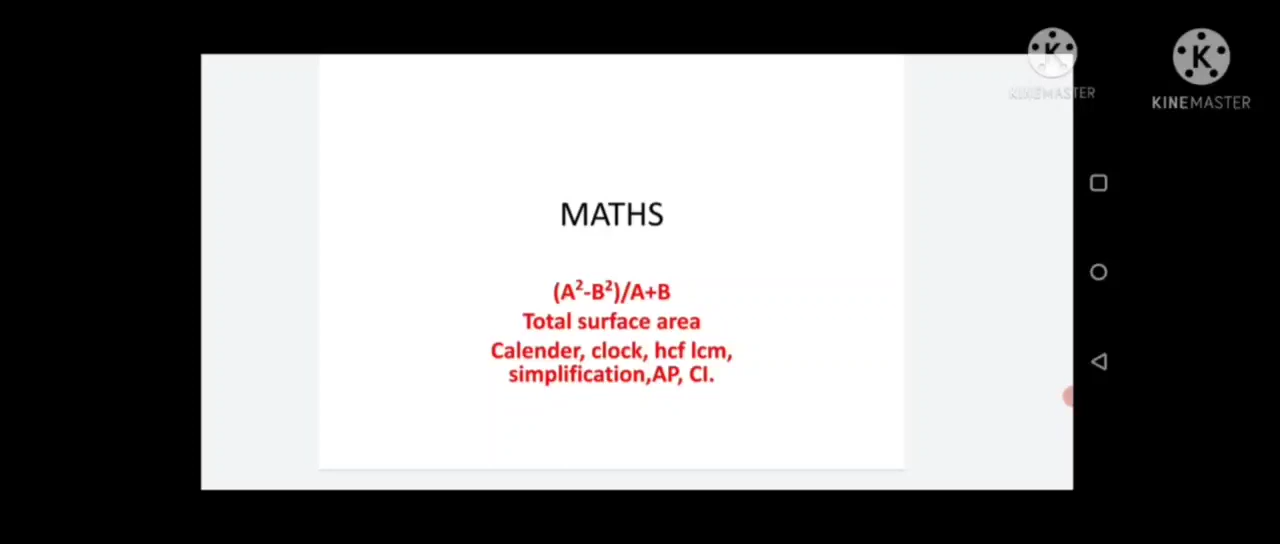 KINEMASTER
KINEMASTER
MATHS
(A²-B²)/A+B
Total surface area
Calender, clock, hcf lcm,
simplification,AP, CI.